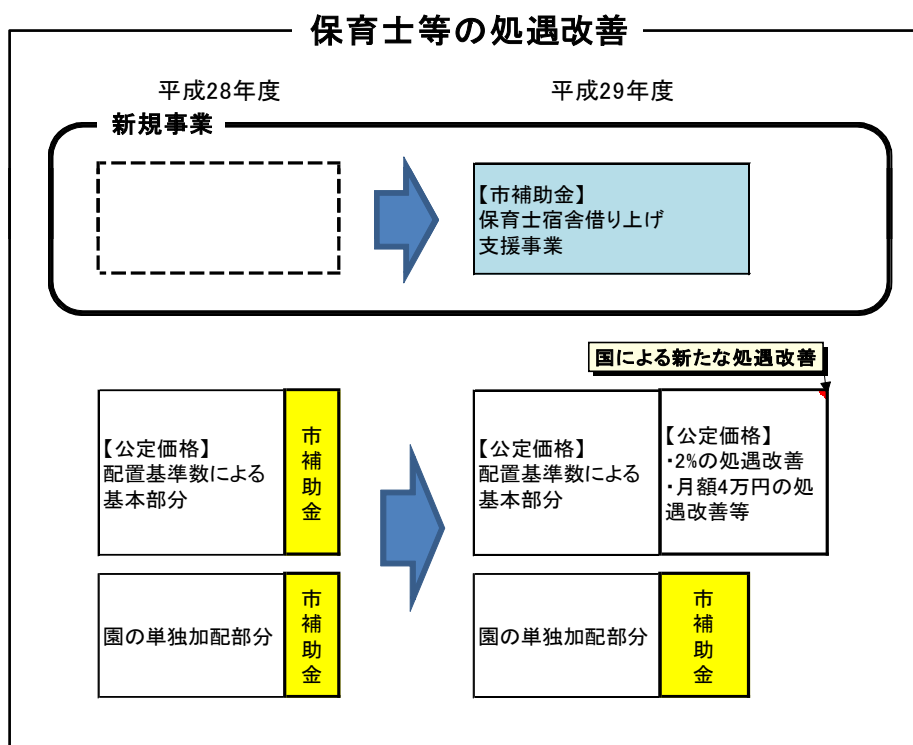 保育士等の処遇改善
平成28年度
平成29年度
新規事業
【市補助金】
保育士宿舎借り上げ
支援事業
国による新たな処遇改善
【公定価格】
配置基準数による
基本部分
市補助金
【公定価格】
配置基準数による
基本部分
【公定価格】
・2%の処遇改善
・月額4万円の処
遇改善等
園の単独加配部分
市補助金
園の単独加配部分
市補助金